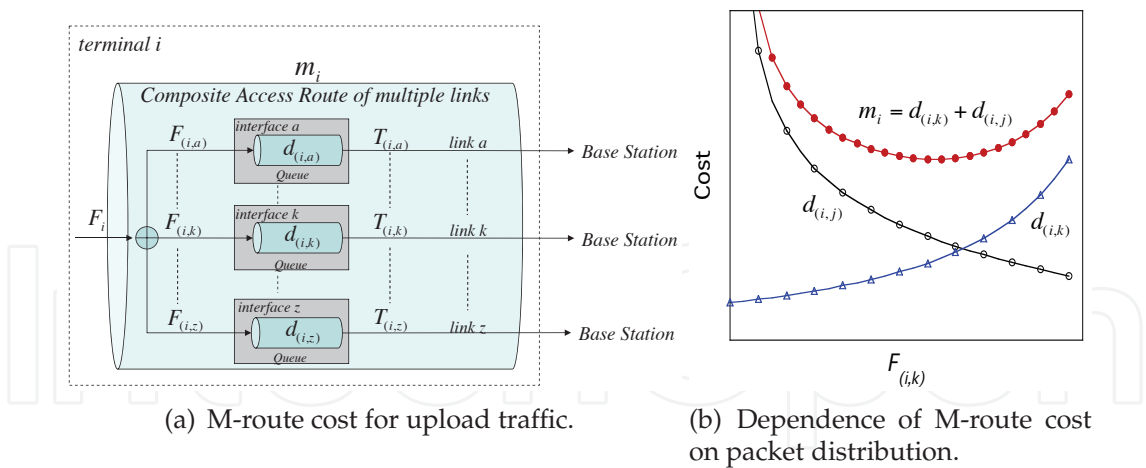 terminal i
m_i
Composite Access Route of multiple links
interface a
F_(i,a)
d_(i,a)
T_(i,a)
link a
Base Station
Queue
interface k
F_i
F_(i,k)
d_(i,k)
T_(i,k)
link k
Base Station
Queue
interface z
F_(i,z)
d_(i,z)
T_(i,z)
link z
Base Station
Queue
(a) M-route cost for upload traffic.
Cost
m_i = d_(i,k) + d_(i,j)
d_(i,j)
d_(i,k)
F_(i,k)
(b) Dependence of M-route cost
on packet distribution.